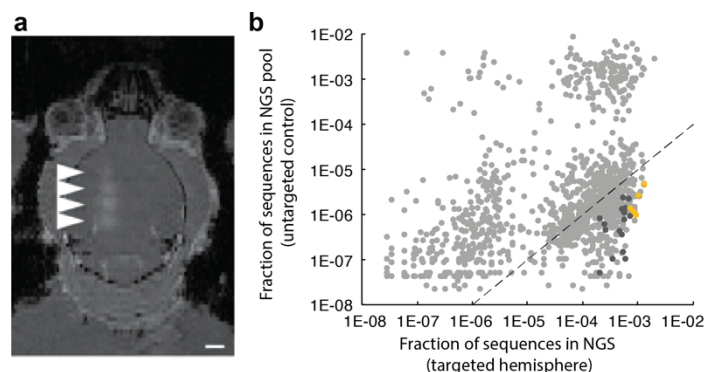 a
b
Fraction of sequences in NGS pool
(untargeted control)
1E-02
1E-03
1E-04
1E-05
1E-06
1E-07
1E-08
1E-08 1E-07 1E-06 1E-05 1E-04 1E-03 1E-02
Fraction of sequences in NGS
(targeted hemisphere)